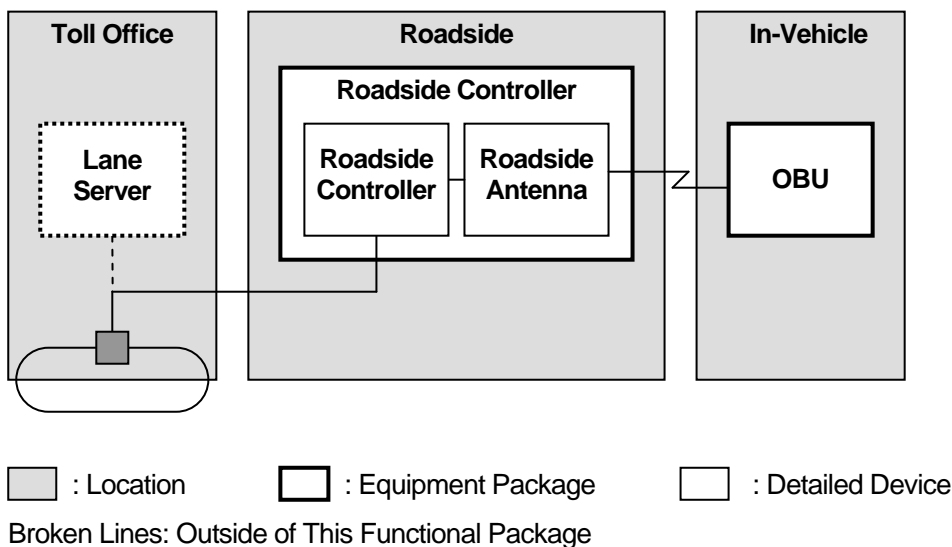 Toll Office
Roadside
In-Vehicle
Roadside Controller
Lane
Server
Roadside
Controller
Roadside
Antenna
OBU
: Location
: Equipment Package
: Detailed Device
Broken Lines: Outside of This Functional Package